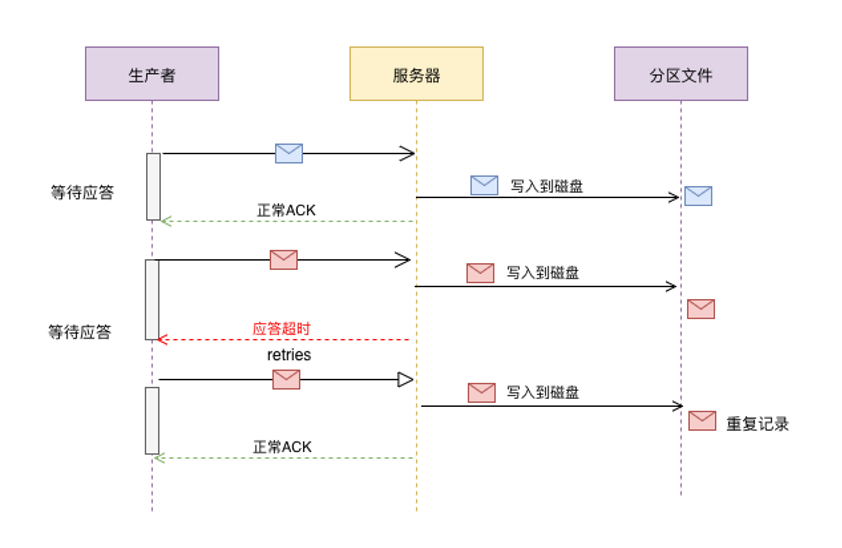 生产者
服务器
分区文件
等待应答
写入到磁盘
正常ACK
写入到磁盘
等待应答
应答超时
retries
写入到磁盘
重复记录
正常ACK